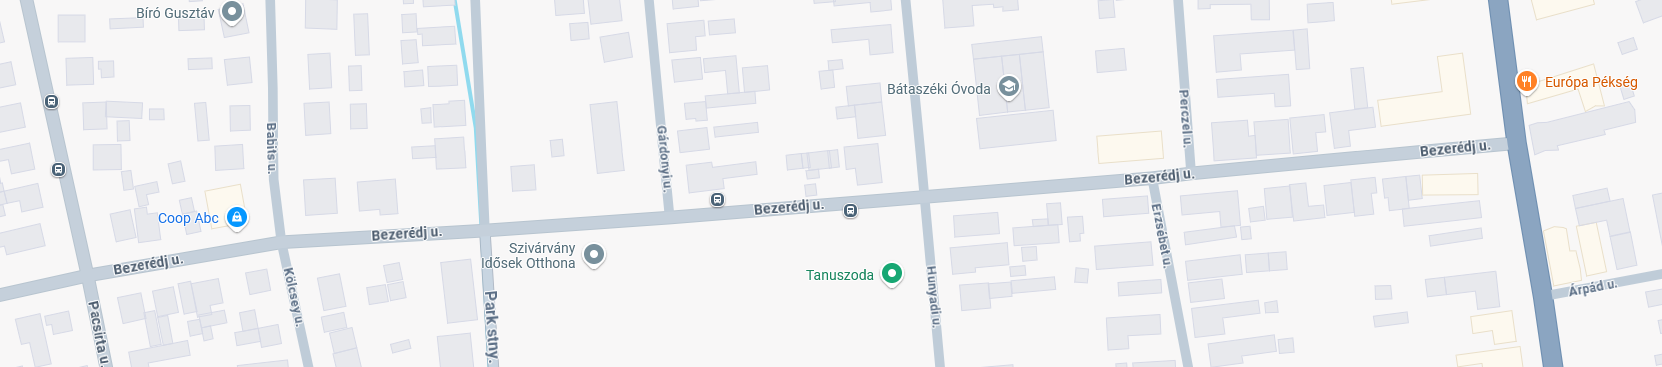 Bíró Gusztáv
Európa Pékség
Bátaszéki Óvoda
Perczel u.
Babits u.
Gárdonyi u.
Bezerédj u.
Bezerédj u.
Bezerédj u.
Coop Abc
Bezerédj u.
Bezerédj u.
Erzsébet u.
Szivárvány
Idősek Otthona
Tanuszoda
Kölcsey u.
Hunyadi u.
Árpád u.
Pacsirta u.
Park stny.